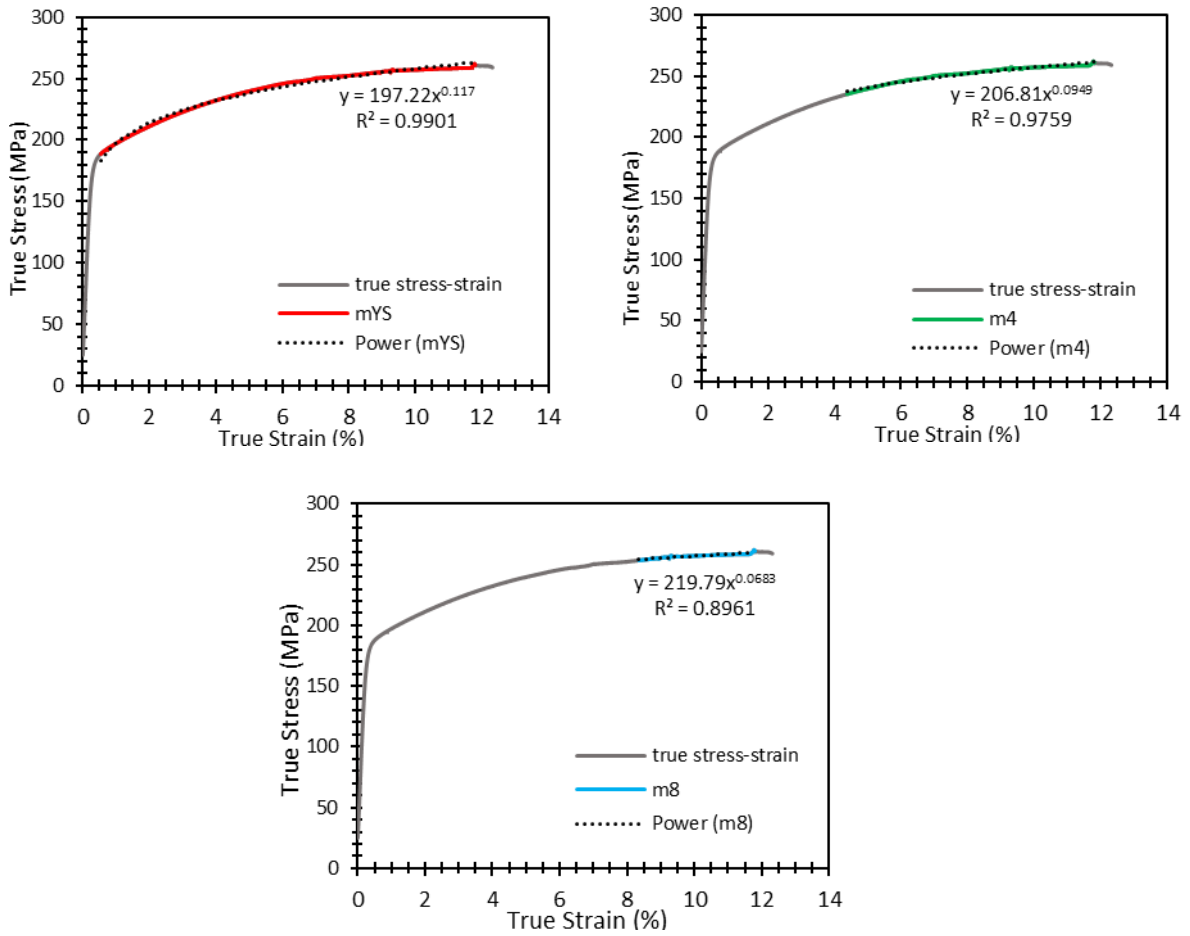 300
250
200
150
100
50
0
True Stress (MPa)
y = 197.22x^0.117
R² = 0.9901
true stress-strain
mYS
Power (mYS)
0 2 4 6 8 10 12 14
True Strain (%)
300
250
200
150
100
50
0
True Stress (MPa)
y = 206.81x^0.0949
R² = 0.9759
true stress-strain
m4
Power (m4)
0 2 4 6 8 10 12 14
True Strain (%)
300
250
200
150
100
50
0
True Stress (MPa)
y = 219.79x^0.0683
R² = 0.8961
true stress-strain
m8
Power (m8)
0 2 4 6 8 10 12 14
True Strain (%)